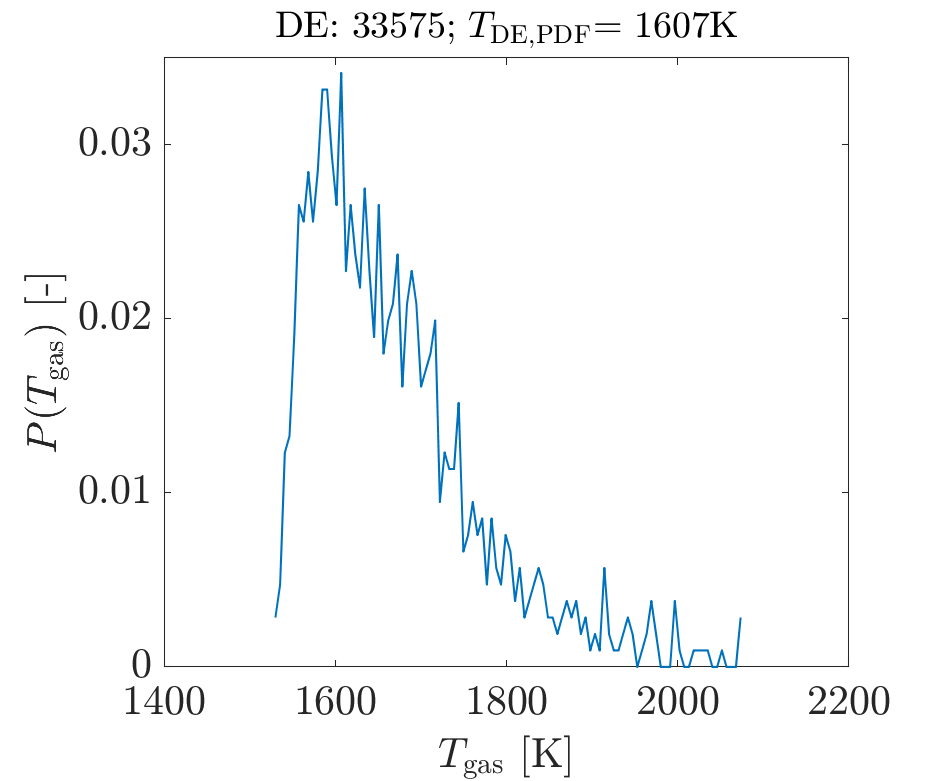 DE: 33575; T_DE,PDF= 1607K
0.03
0.02
0.01
0
1400 1600 1800 2000 2200
P(T_gas) [-]
T_gas [K]